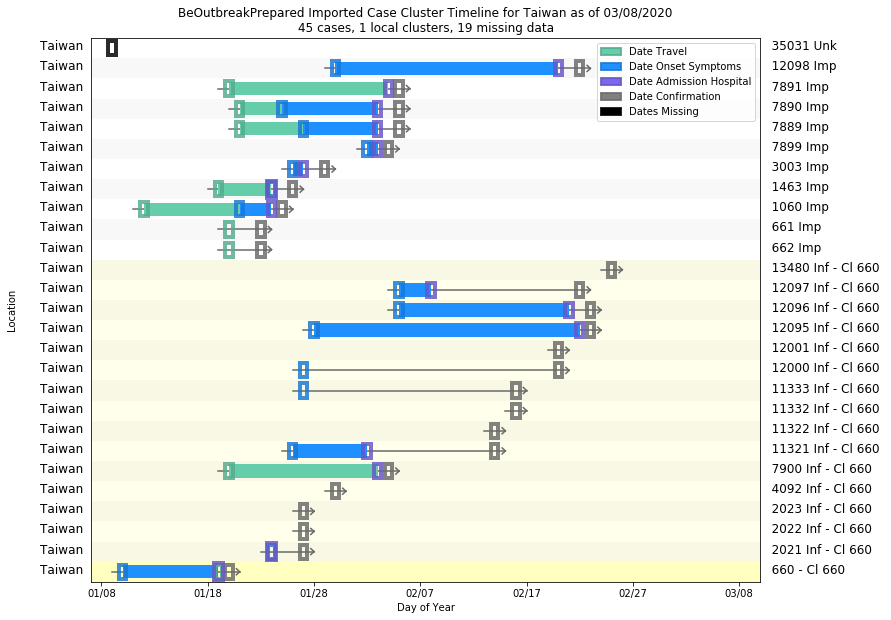 BeOutbreakPrepared Imported Case Cluster Timeline for Taiwan as of 03/08/2020
45 cases, 1 local clusters, 19 missing data
Taiwan 35031 Unk
Taiwan 12098 Imp
Taiwan 7891 Imp
Taiwan 7890 Imp
Taiwan 7889 Imp
Taiwan 7899 Imp
Taiwan 3003 Imp
Taiwan 1463 Imp
Taiwan 1060 Imp
Taiwan 661 Imp
Taiwan 662 Imp
Taiwan 13480 Inf - Cl 660
Taiwan 12097 Inf - Cl 660
Taiwan 12096 Inf - Cl 660
Taiwan 12095 Inf - Cl 660
Taiwan 12001 Inf - Cl 660
Taiwan 12000 Inf - Cl 660
Taiwan 11333 Inf - Cl 660
Taiwan 11332 Inf - Cl 660
Taiwan 11322 Inf - Cl 660
Taiwan 11321 Inf - Cl 660
Taiwan 7900 Inf - Cl 660
Taiwan 4092 Inf - Cl 660
Taiwan 2023 Inf - Cl 660
Taiwan 2022 Inf - Cl 660
Taiwan 2021 Inf - Cl 660
Taiwan 660 - Cl 660
Date Travel
Date Onset Symptoms
Date Admission Hospital
Date Confirmation
Dates Missing
Location
01/08 01/18 01/28 02/07 02/17 02/27 03/08
Day of Year